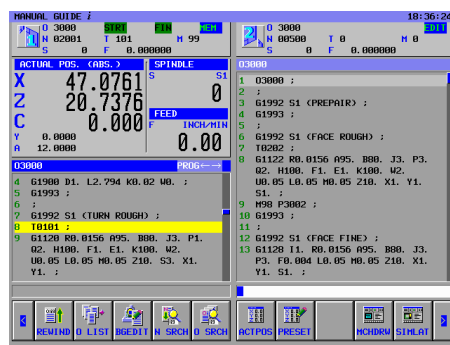 MANUAL GUIDE i
18:36:24
O 3000 STRT FIN MEM
N 02001 T 101 M 99
S 0 F 0.000000
O 3000 EDIT
N 00500 T 0 M 0
S 0 F 0.000000
ACTUAL POS. (ABS.)
X 47.0761
Z 20.7376
C 0.000
Y 0.0000
A 12.0000
SPINDLE
S S1
0
FEED
F INCH/MIN
0.00
O3000 PROG←→
4 G1900 D1. L2.794 K0.02 W0. ;
5 G1993 ;
6 ;
7 G1992 S1 (TURN ROUGH) ;
8 T0101 ;
9 G1120 R0.0156 A95. B80. J3. P1.
Q2. H100. F1. E1. K100. W2.
U0.05 L0.05 M0.05 Z10. S3. X1.
Y1. ;
O3000
1 O3000 ;
2 ;
3 G1992 S1 (PREPAIR) ;
4 G1993 ;
5 ;
6 G1992 S1 (FACE ROUGH) ;
7 T0202 ;
8 G1122 R0.0156 A95. B80. J3. P3.
Q2. H100. F1. E1. K100. W2.
U0.05 L0.05 M0.05 Z10. X1. Y1.
S1. ;
9 M98 P3002 ;
10 G1993 ;
11 ;
12 G1992 S1 (FACE FINE) ;
13 G1128 I1. R0.0156 A95. B80. J3.
P3. F0.004 L0.05 M0.05 Z10. X1.
Y1. S1. ;
REWIND O LIST BGEDIT N SRCH O SRCH
ACTPOS PRESET MCHDRW SIMLAT